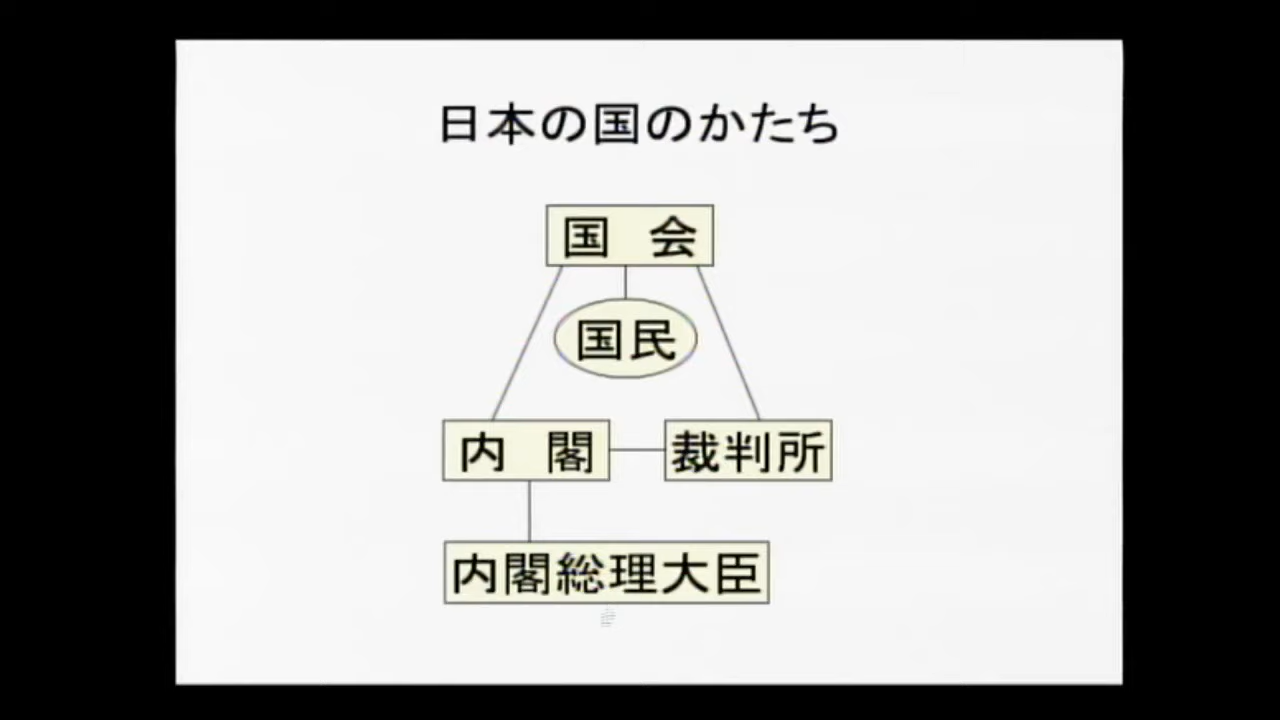 日本の国のかたち
国　会
国民
内　閣
裁判所
内閣総理大臣